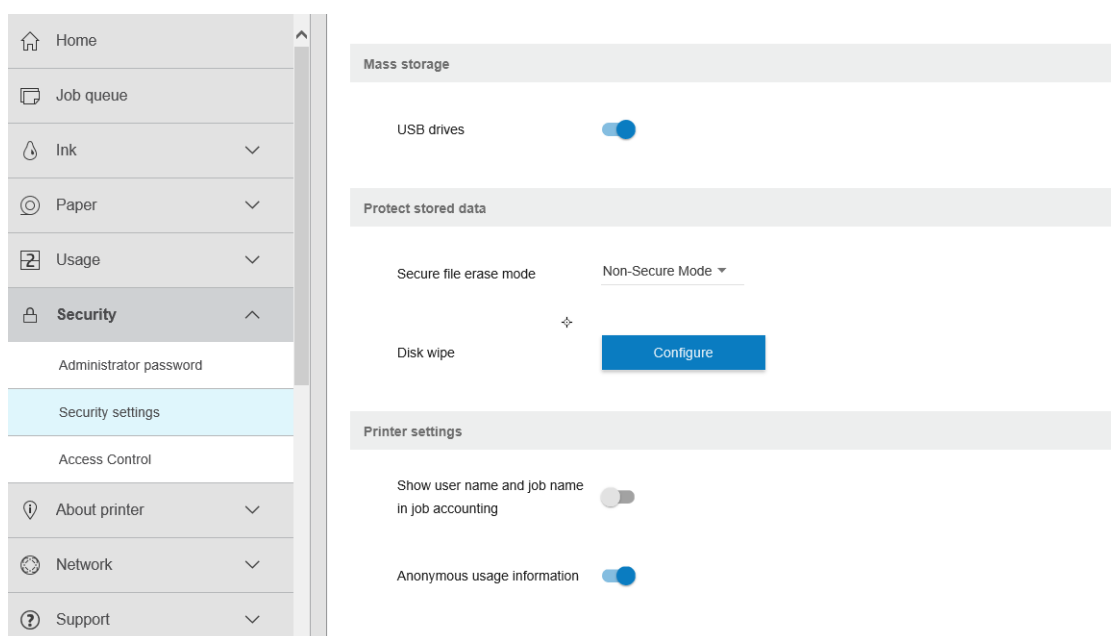 Home
Job queue
Ink
Paper
Usage
Security
Administrator password
Security settings
Access Control
About printer
Network
Support
Mass storage
USB drives
Protect stored data
Secure file erase mode
Non-Secure Mode
Disk wipe
Configure
Printer settings
Show user name and job name
in job accounting
Anonymous usage information